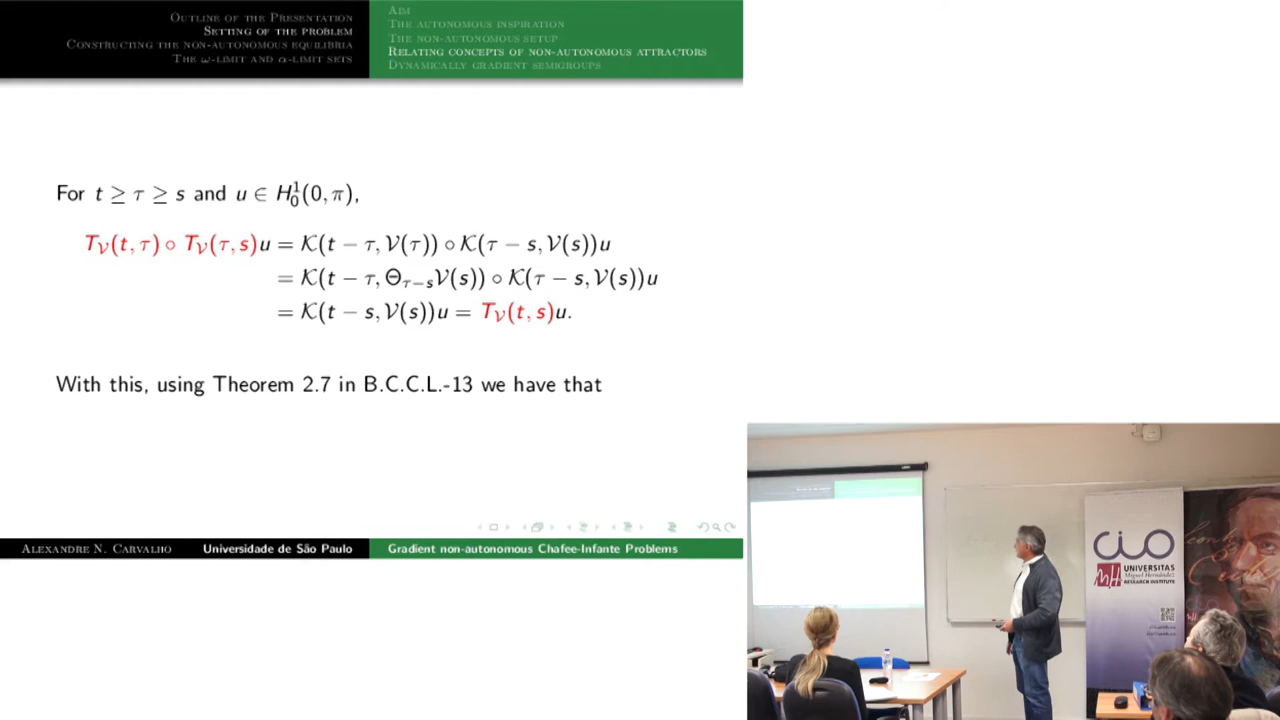 OUTLINE OF THE PRESENTATION
SETTING OF THE PROBLEM
CONSTRUCTING THE NON-AUTONOMOUS EQUILIBRIA
THE ω-LIMIT AND α-LIMIT SETS
AIM
THE AUTONOMOUS INSPIRATION
THE NON-AUTONOMOUS SETUP
RELATING CONCEPTS OF NON-AUTONOMOUS ATTRACTORS
DYNAMICALLY GRADIENT SEMIGROUPS
For t ≥ τ ≥ s and u ∈ H₀¹(0, π),
T_𝒱(t, τ) ∘ T_𝒱(τ, s)u = 𝒦(t − τ, 𝒱(τ)) ∘ 𝒦(τ − s, 𝒱(s))u
= 𝒦(t − τ, Θ_{τ−s}𝒱(s)) ∘ 𝒦(τ − s, 𝒱(s))u
= 𝒦(t − s, 𝒱(s))u = T_𝒱(t, s)u.
With this, using Theorem 2.7 in B.C.C.L.-13 we have that
ALEXANDRE N. CARVALHO Universidade de São Paulo Gradient non-autonomous Chafee-Infante Problems
CIO
UNIVERSITAS
Miguel Hernández
RESEARCH INSTITUTE